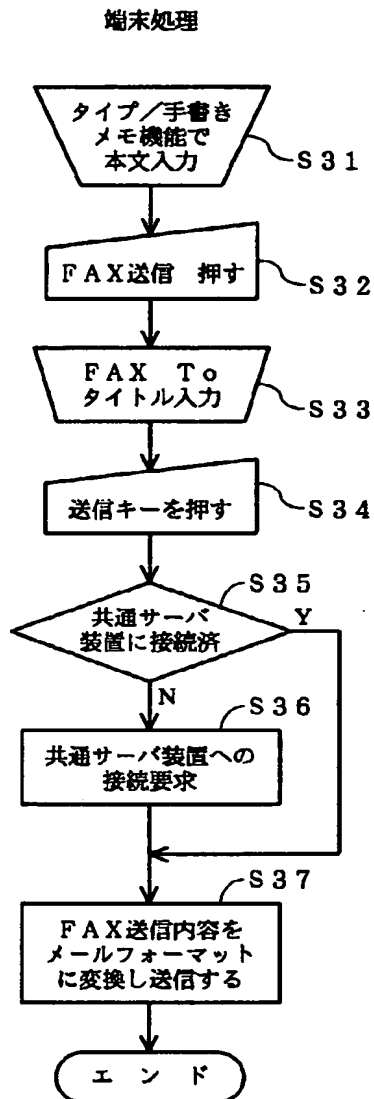 端末処理
タイプ／手書き
メモ機能で
本文入力
S31
FAX送信 押す
S32
FAX To
タイトル入力
S33
送信キーを押す
S34
S35
共通サーバ
装置に接続済
Y
N
S36
共通サーバ装置への
接続要求
S37
FAX送信内容を
メールフォーマット
に変換し送信する
エンド